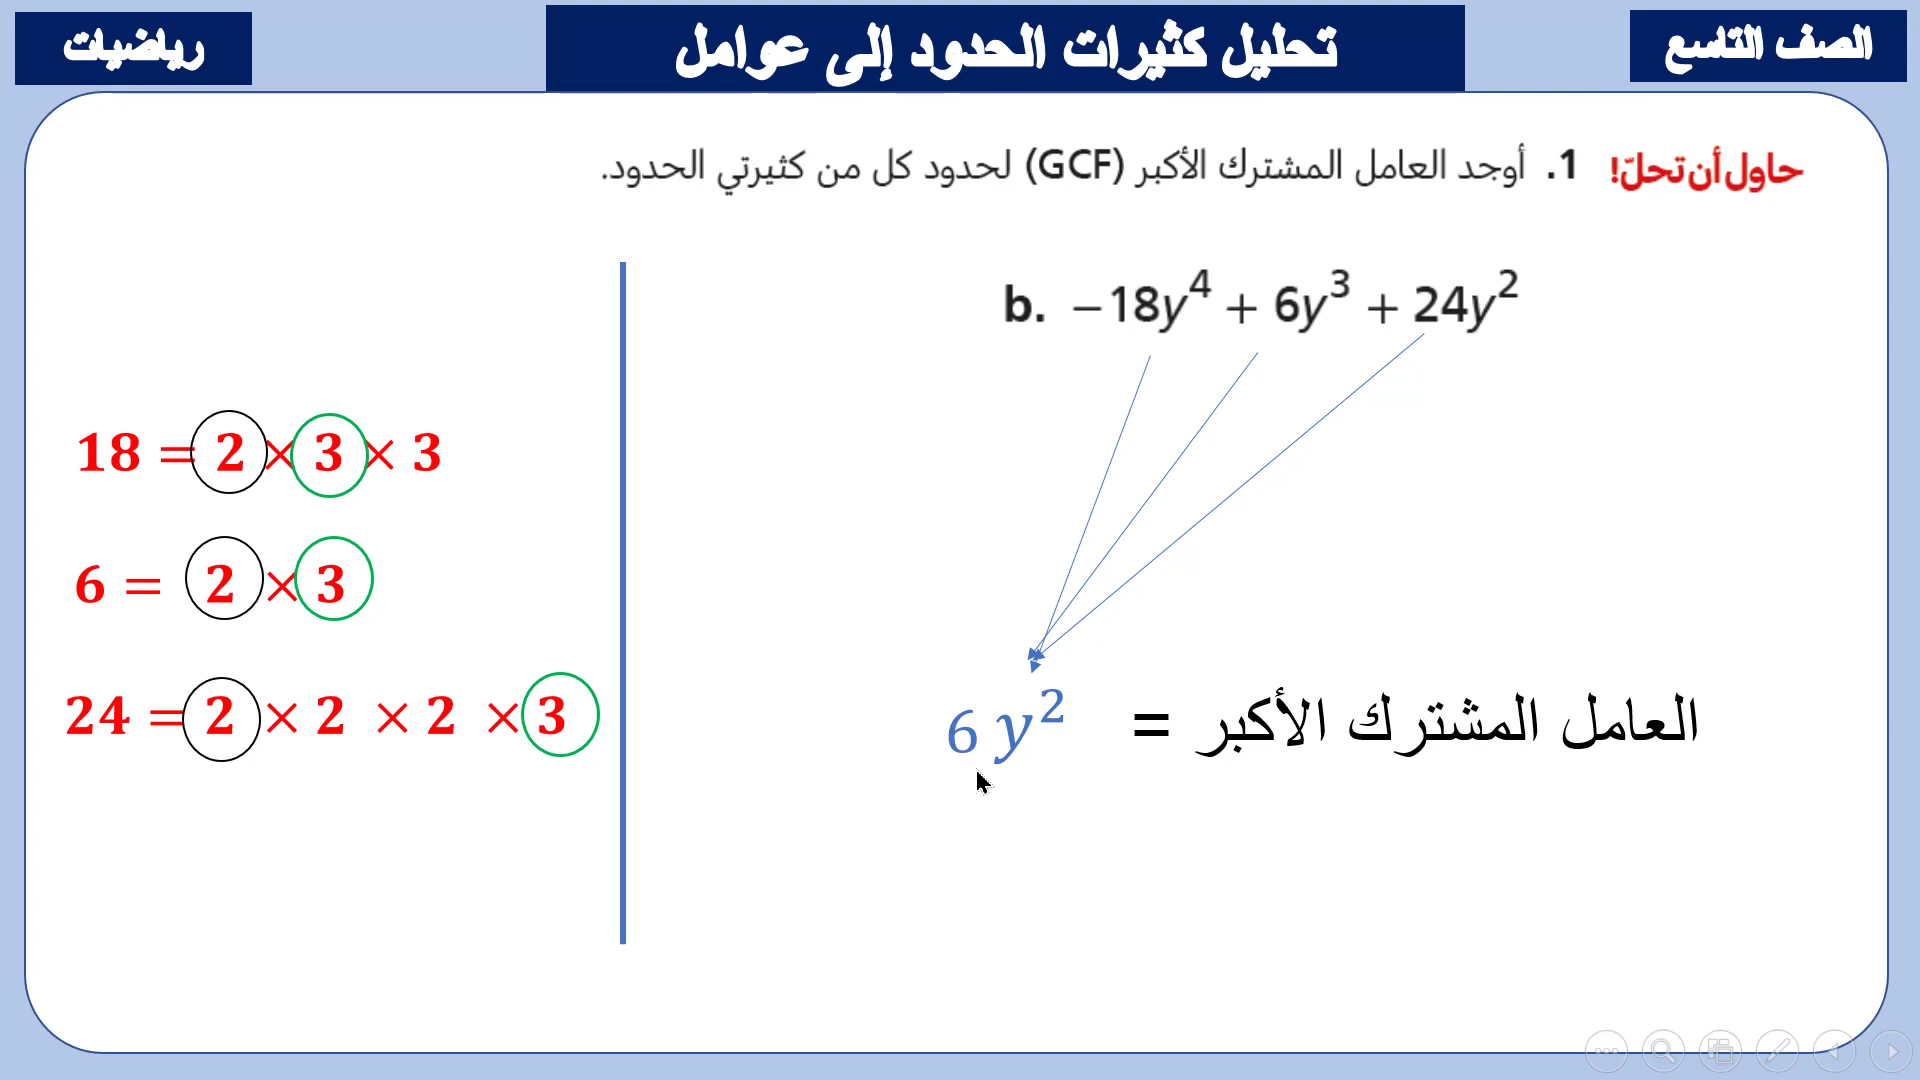 الصف التاسع
تحليل كثيرات الحدود إلى عوامل
رياضيات
حاول أن تحلّ! 1. أوجد العامل المشترك الأكبر (GCF) لحدود كل من كثيرتي الحدود.
b. −18y⁴ + 6y³ + 24y²
18 = 2 × 3 × 3
6 = 2 × 3
24 = 2 × 2 × 2 × 3
العامل المشترك الأكبر = 6 y²